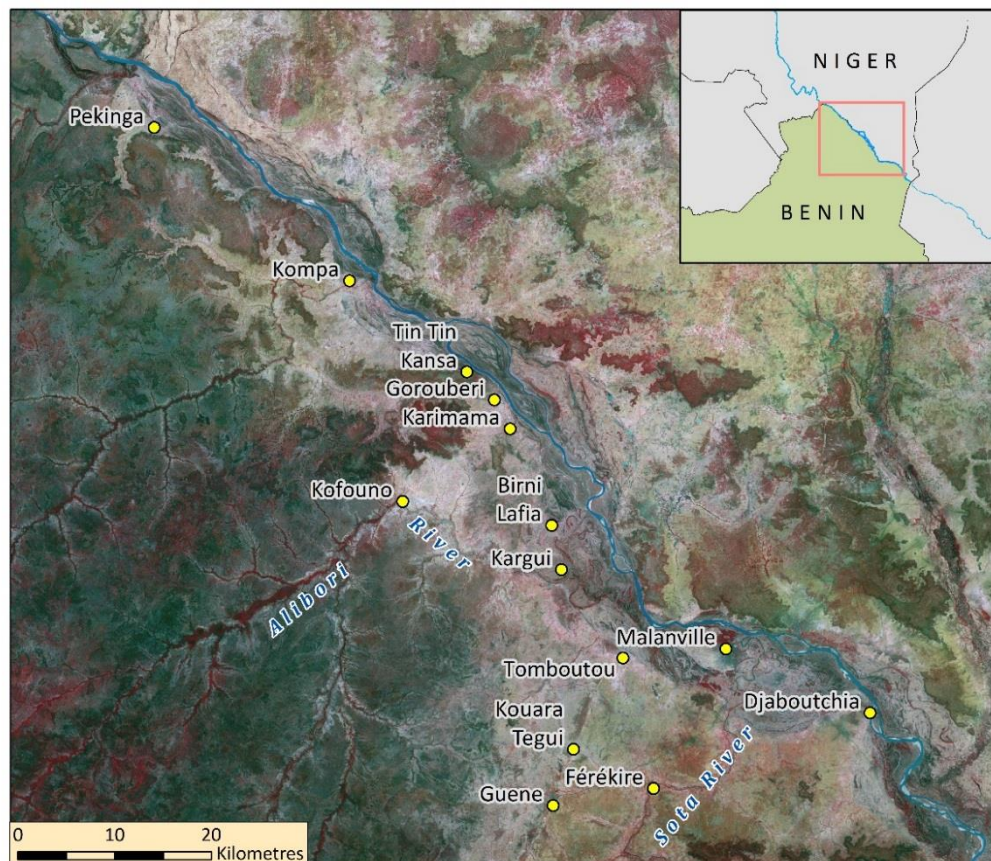 NIGER
BENIN
Pekinga
Kompa
Tin Tin
Kansa
Gorouberi
Karimama
Birni
Lafia
Kofouno
Alibori River
Kargui
Malanville
Tomboutou
Djaboutchia
Kouara
Tegui
Férékire
Guene
Sota River
0 10 20
Kilometres